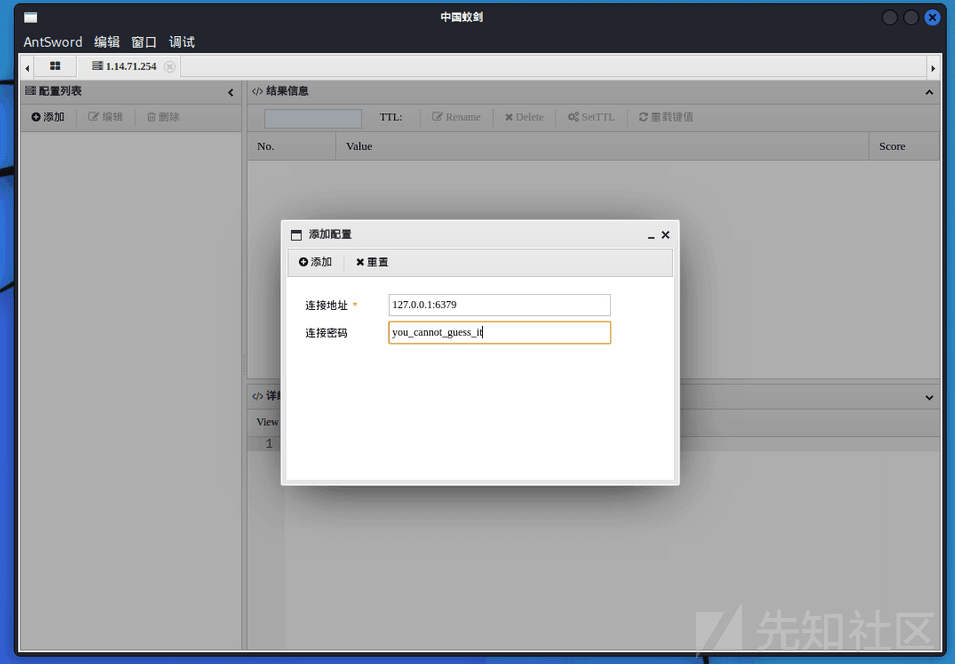 中国蚁剑
AntSword 编辑 窗口 调试
1.14.71.254
配置列表
结果信息
添加 编辑 删除
TTL: Rename Delete SetTTL 重载键值
No. Value Score
添加配置
添加 重置
连接地址 * 127.0.0.1:6379
连接密码 you_cannot_guess_it
</> 详
View
1
先知社区